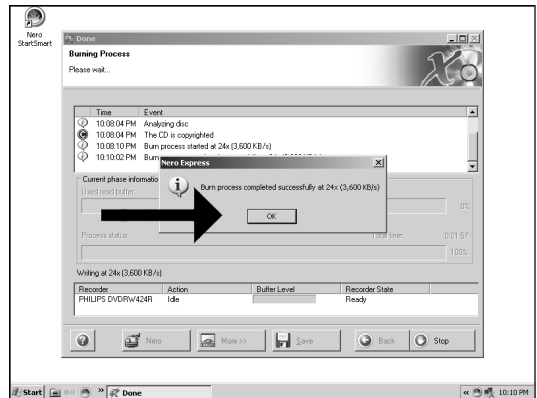 Nero
StartSmart
Done
Burning Process
Please wait...
Time Event
10:08:04 PM Analyzing disc
10:08:04 PM The CD is copyrighted
10:08:10 PM Burn process started at 24x (3,600 KB/s)
10:10:02 PM Burn
Nero Express
Burn process completed successfully at 24x (3,600 KB/s)
OK
Current phase informatio
Used read buffer:
0%
Process status:
Total time: 0:01:57
100%
Writing at 24x (3,600 KB/s)
Recorder Action Buffer Level Recorder State
PHILIPS DVDRW/424R Idle Ready
Nero More >> Save Back Stop
Start » Done « 10:10 PM